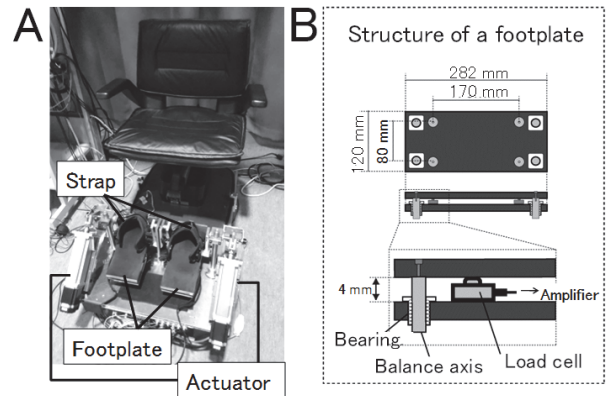 A
Strap
Footplate
Actuator
B
Structure of a footplate
282 mm
170 mm
120 mm
80 mm
4 mm
Amplifier
Bearing
Load cell
Balance axis